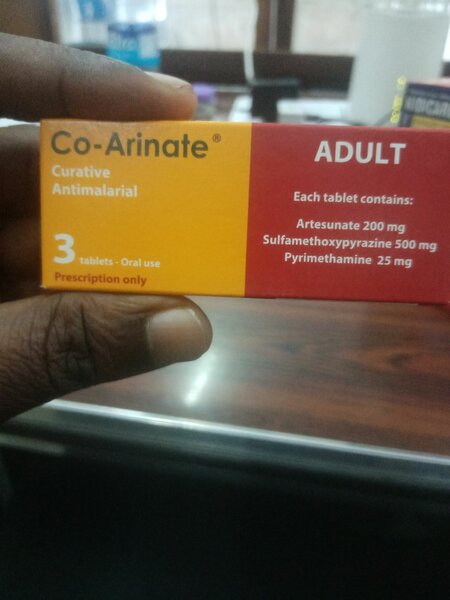 Co-Arinate®
Curative
Antimalarial
3 tablets - Oral use
Prescription only
ADULT
Each tablet contains:
Artesunate 200 mg
Sulfamethoxypyrazine 500 mg
Pyrimethamine 25 mg